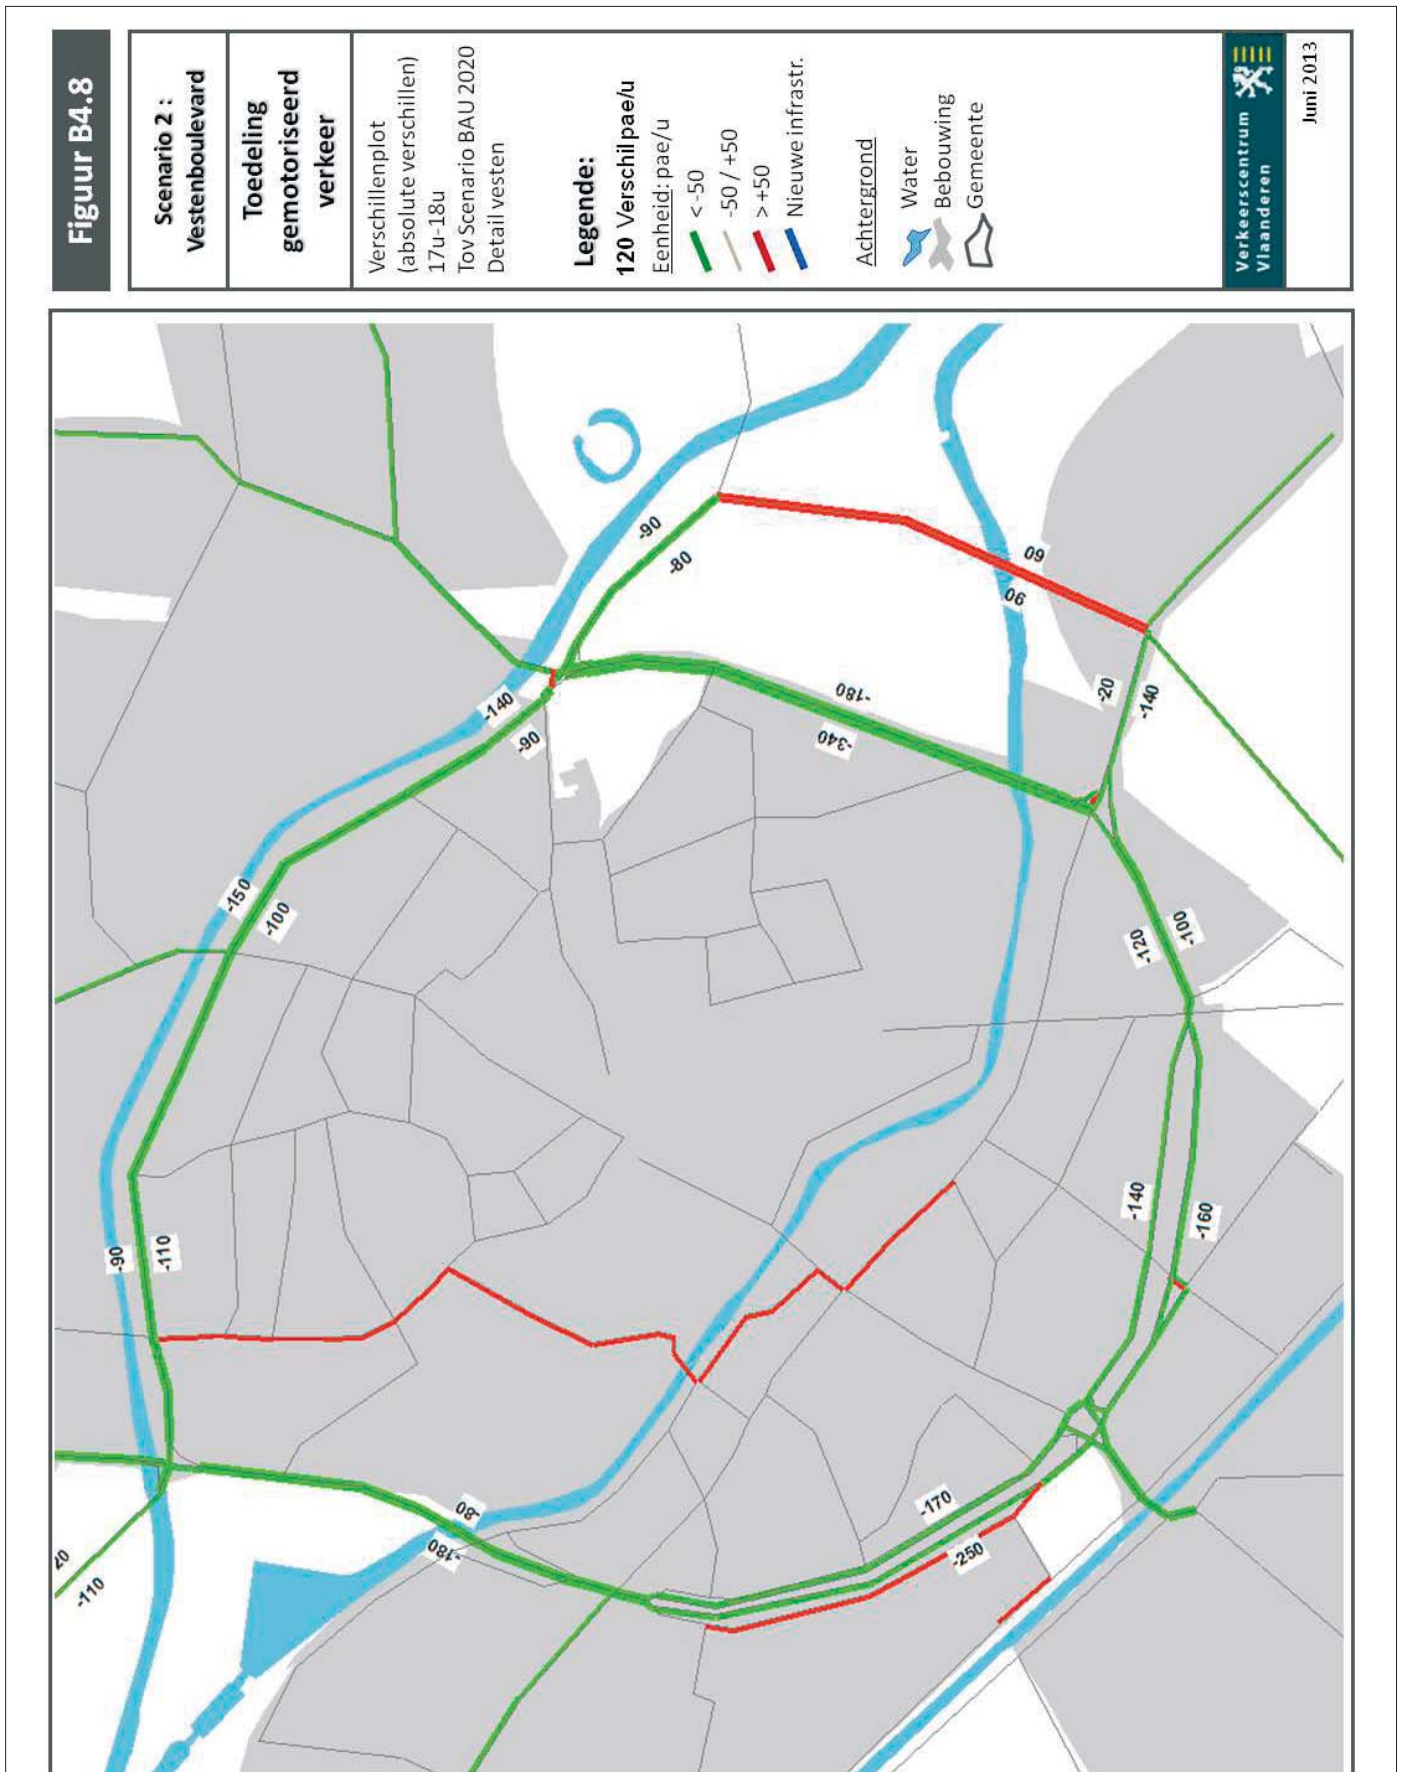 Figuur B4.8
Scenario 2 :
Vestenboulevard
Toedeling
gemotoriseerd
verkeer
Verschillenplot
(absolute verschillen)
17u-18u
Tov Scenario BAU 2020
Detail vesten
Legende:
120 Verschil pae/u
Eenheid: pae/u
< -50
-50 / +50
> +50
Nieuwe infrastr.
Achtergrond
Water
Bebouwing
Gemeente
Verkeerscentrum
Vlaanderen
Juni 2013
-90
-80
60
90
-20
-140
-180
-340
-140
-90
-150
-100
-120
-100
-90
-110
-140
-160
-80
-180
-170
-250
20
-110